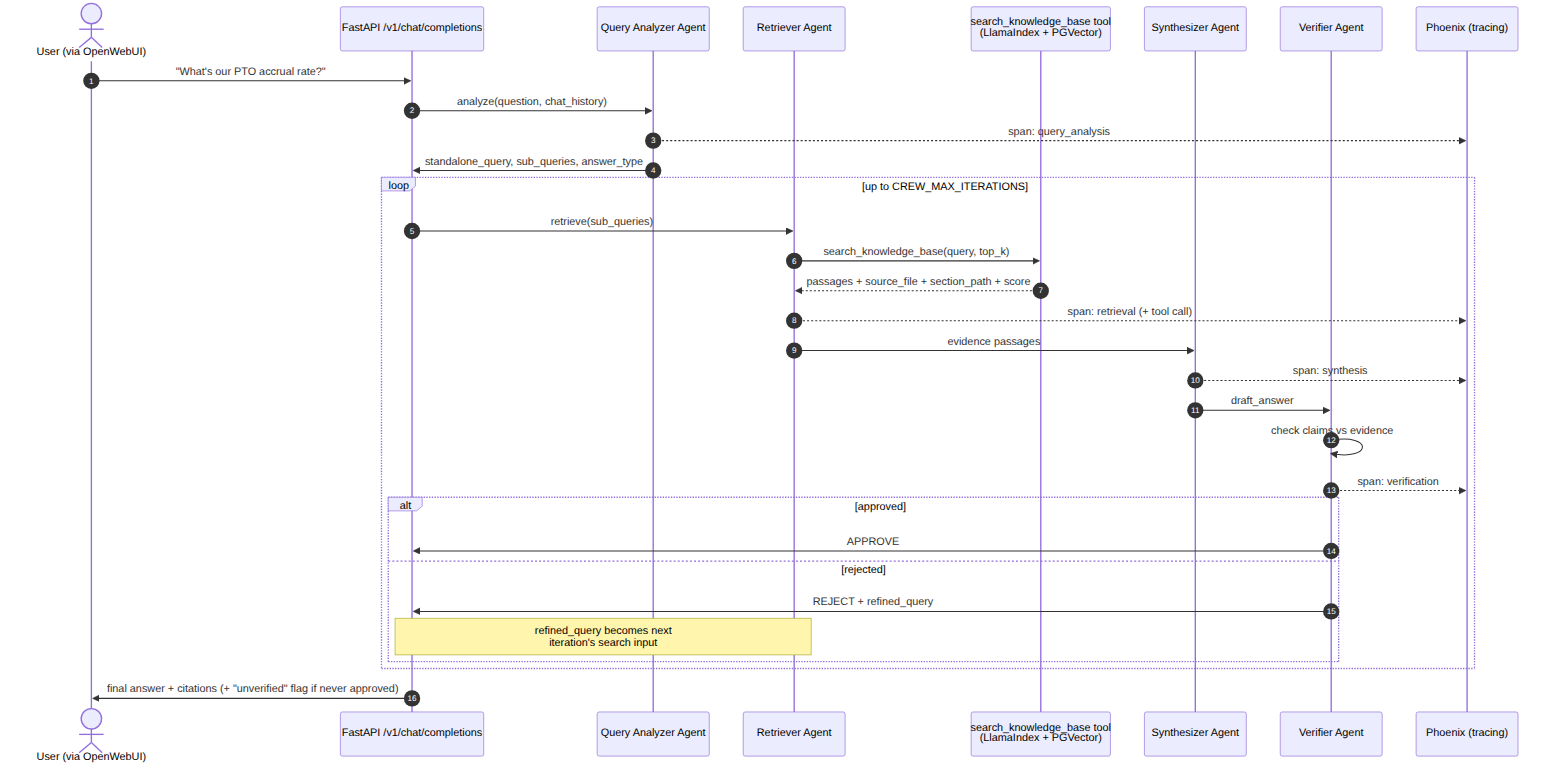 User (via OpenWebUI)
FastAPI /v1/chat/completions
Query Analyzer Agent
Retriever Agent
search_knowledge_base tool
(LlamaIndex + PGVector)
Synthesizer Agent
Verifier Agent
Phoenix (tracing)
1
"What's our PTO accrual rate?"
2
analyze(question, chat_history)
3
span: query_analysis
4
standalone_query, sub_queries, answer_type
loop
[up to CREW_MAX_ITERATIONS]
5
retrieve(sub_queries)
6
search_knowledge_base(query, top_k)
7
passages + source_file + section_path + score
8
span: retrieval (+ tool call)
9
evidence passages
10
span: synthesis
11
draft_answer
12
check claims vs evidence
13
span: verification
alt
[approved]
14
APPROVE
[rejected]
15
REJECT + refined_query
refined_query becomes next
iteration's search input
16
final answer + citations (+ "unverified" flag if never approved)
User (via OpenWebUI)
FastAPI /v1/chat/completions
Query Analyzer Agent
Retriever Agent
search_knowledge_base tool
(LlamaIndex + PGVector)
Synthesizer Agent
Verifier Agent
Phoenix (tracing)